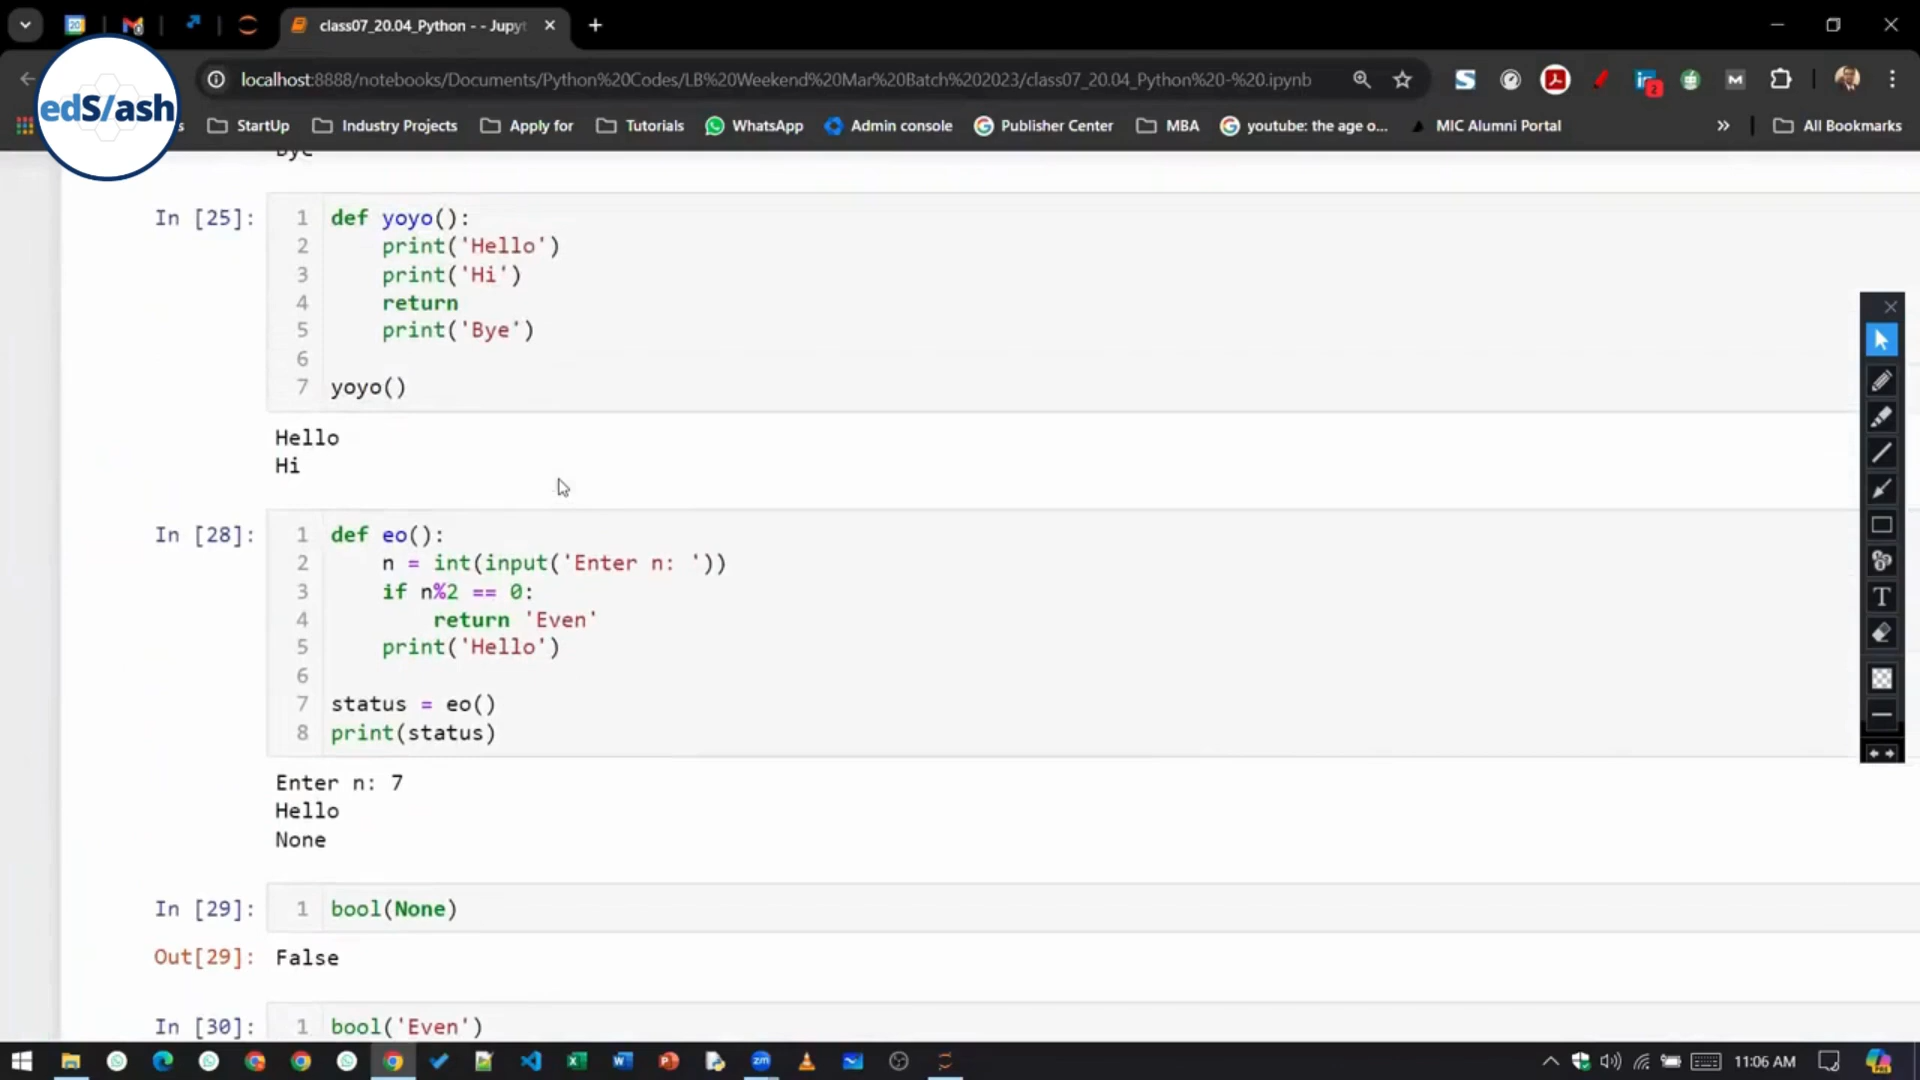 class07_20.04_Python - - Jupyt
localhost:8888/notebooks/Documents/Python%20Codes/LB%20Weekend%20Mar%20Batch%202023/class07_20.04_Python%20-%20.ipynb
edS/ash
StartUp
Industry Projects
Apply for
Tutorials
WhatsApp
Admin console
Publisher Center
MBA
youtube: the age o...
MIC Alumni Portal
All Bookmarks
Bye
In [25]:
1 def yoyo():
2 print('Hello')
3 print('Hi')
4 return
5 print('Bye')
6
7 yoyo()
Hello
Hi
In [28]:
1 def eo():
2 n = int(input('Enter n: '))
3 if n%2 == 0:
4 return 'Even'
5 print('Hello')
6
7 status = eo()
8 print(status)
Enter n: 7
Hello
None
In [29]:
1 bool(None)
Out[29]: False
In [30]:
1 bool('Even')
11:06 AM